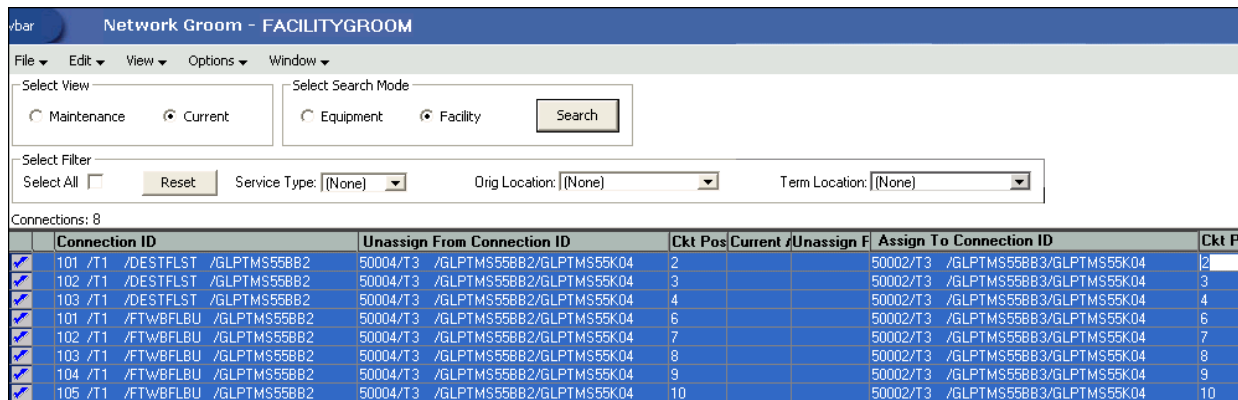 vbar Network Groom - FACILITYGROOM
File Edit View Options Window
Select View Select Search Mode
Maintenance Current Equipment Facility Search
Select Filter
Select All Reset Service Type: (None) Orig Location: (None) Term Location: (None)
Connections: 8
Connection ID Unassign From Connection ID Ckt Pos Current A Unassign F Assign To Connection ID Ckt P
101 /T1 /DESTFLST /GLPTMS55BB2 50004/T3 /GLPTMS55BB2/GLPTMS55K04 2 50002/T3 /GLPTMS55BB3/GLPTMS55K04 2
102 /T1 /DESTFLST /GLPTMS55BB2 50004/T3 /GLPTMS55BB2/GLPTMS55K04 3 50002/T3 /GLPTMS55BB3/GLPTMS55K04 3
103 /T1 /DESTFLST /GLPTMS55BB2 50004/T3 /GLPTMS55BB2/GLPTMS55K04 4 50002/T3 /GLPTMS55BB3/GLPTMS55K04 4
101 /T1 /FTWBFLBU /GLPTMS55BB2 50004/T3 /GLPTMS55BB2/GLPTMS55K04 6 50002/T3 /GLPTMS55BB3/GLPTMS55K04 6
102 /T1 /FTWBFLBU /GLPTMS55BB2 50004/T3 /GLPTMS55BB2/GLPTMS55K04 7 50002/T3 /GLPTMS55BB3/GLPTMS55K04 7
103 /T1 /FTWBFLBU /GLPTMS55BB2 50004/T3 /GLPTMS55BB2/GLPTMS55K04 8 50002/T3 /GLPTMS55BB3/GLPTMS55K04 8
104 /T1 /FTWBFLBU /GLPTMS55BB2 50004/T3 /GLPTMS55BB2/GLPTMS55K04 9 50002/T3 /GLPTMS55BB3/GLPTMS55K04 9
105 /T1 /FTWBFLBU /GLPTMS55BB2 50004/T3 /GLPTMS55BB2/GLPTMS55K04 10 50002/T3 /GLPTMS55BB3/GLPTMS55K04 10